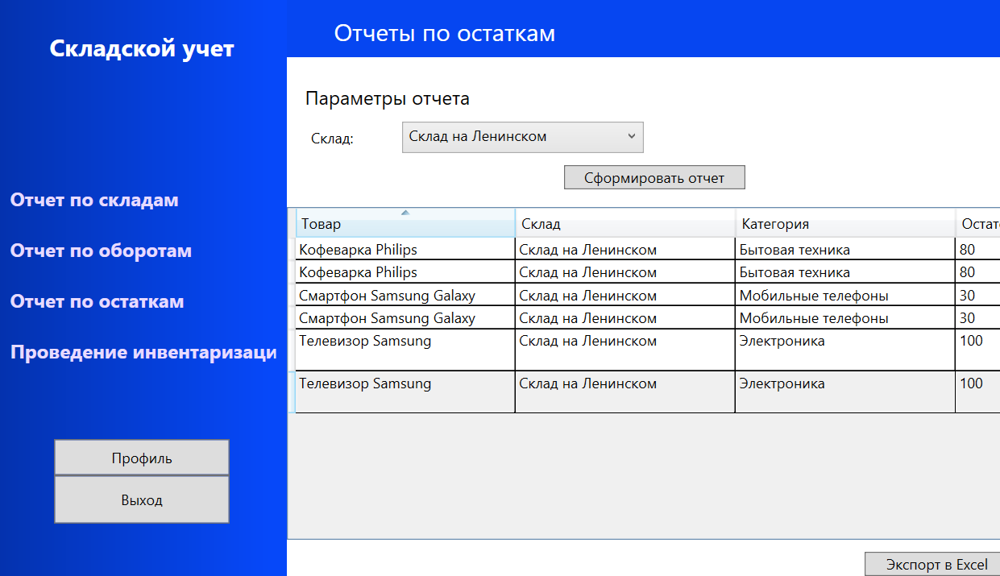 Складской учет
Отчет по складам
Отчет по оборотам
Отчет по остаткам
Проведение инвентаризаци
Профиль
Выход
Отчеты по остаткам
Параметры отчета
Склад: Склад на Ленинском
Сформировать отчет
Товар Склад Категория Остат
Кофеварка Philips Склад на Ленинском Бытовая техника 80
Кофеварка Philips Склад на Ленинском Бытовая техника 80
Смартфон Samsung Galaxy Склад на Ленинском Мобильные телефоны 30
Смартфон Samsung Galaxy Склад на Ленинском Мобильные телефоны 30
Телевизор Samsung Склад на Ленинском Электроника 100
Телевизор Samsung Склад на Ленинском Электроника 100
Экспорт в Excel